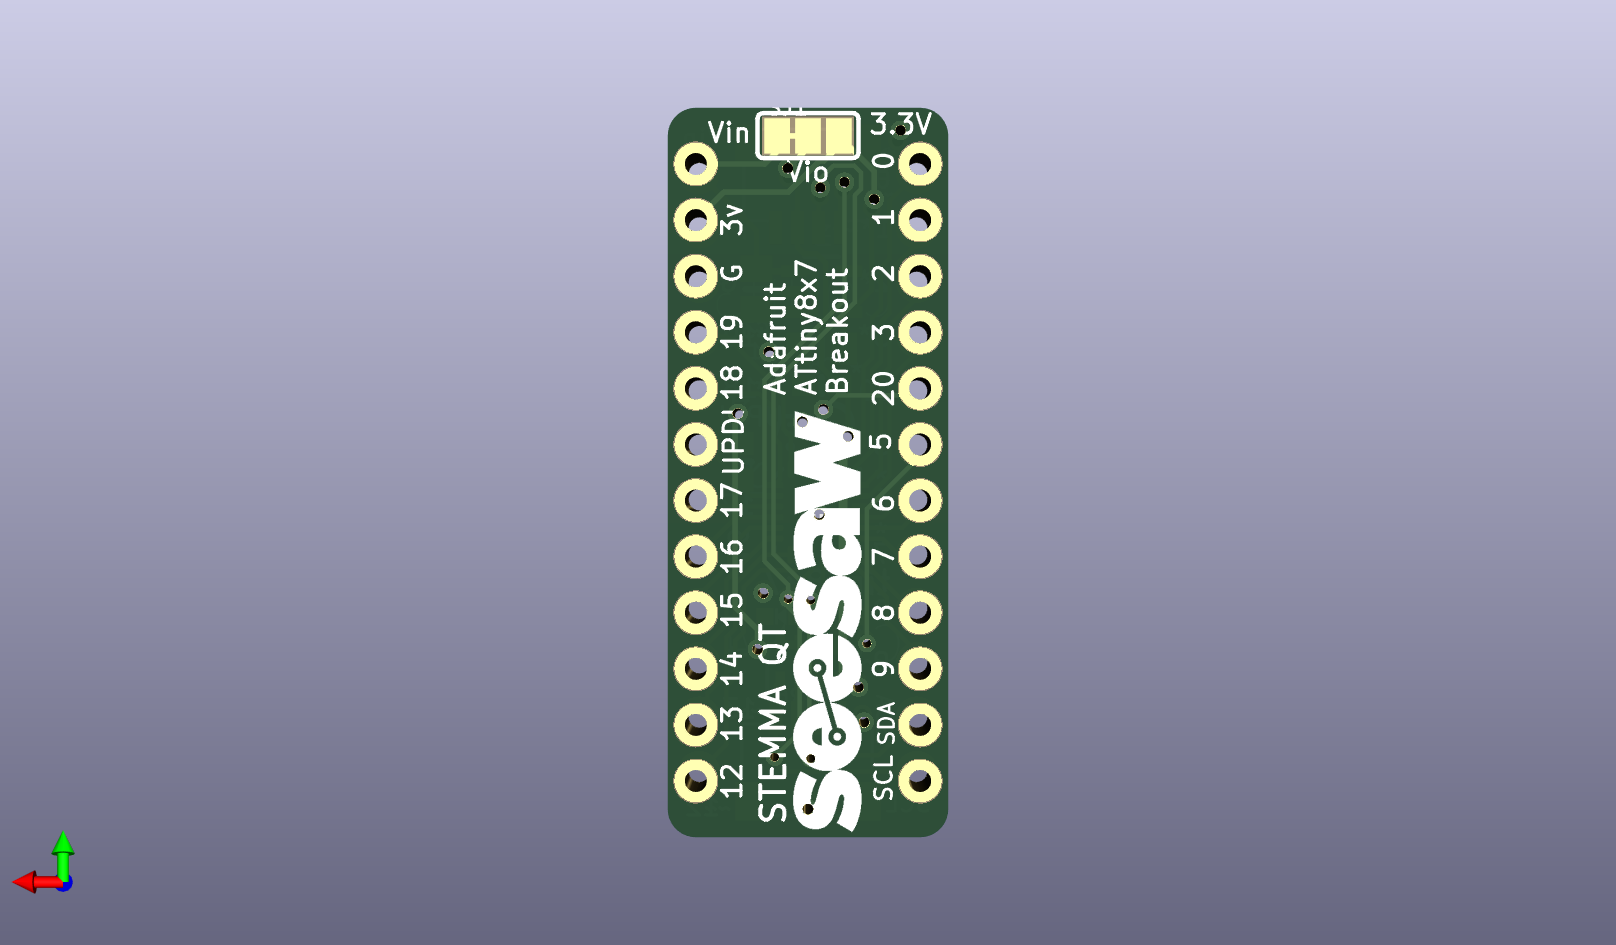 Vin
3.3V
Vio
0
3v
1
G
2
19
3
18
20
UPDI
5
17
6
16
7
15
8
14
9
13
SDA
12
SCL
Adafruit
ATtiny8x7
Breakout
STEMMA QT
seesaw